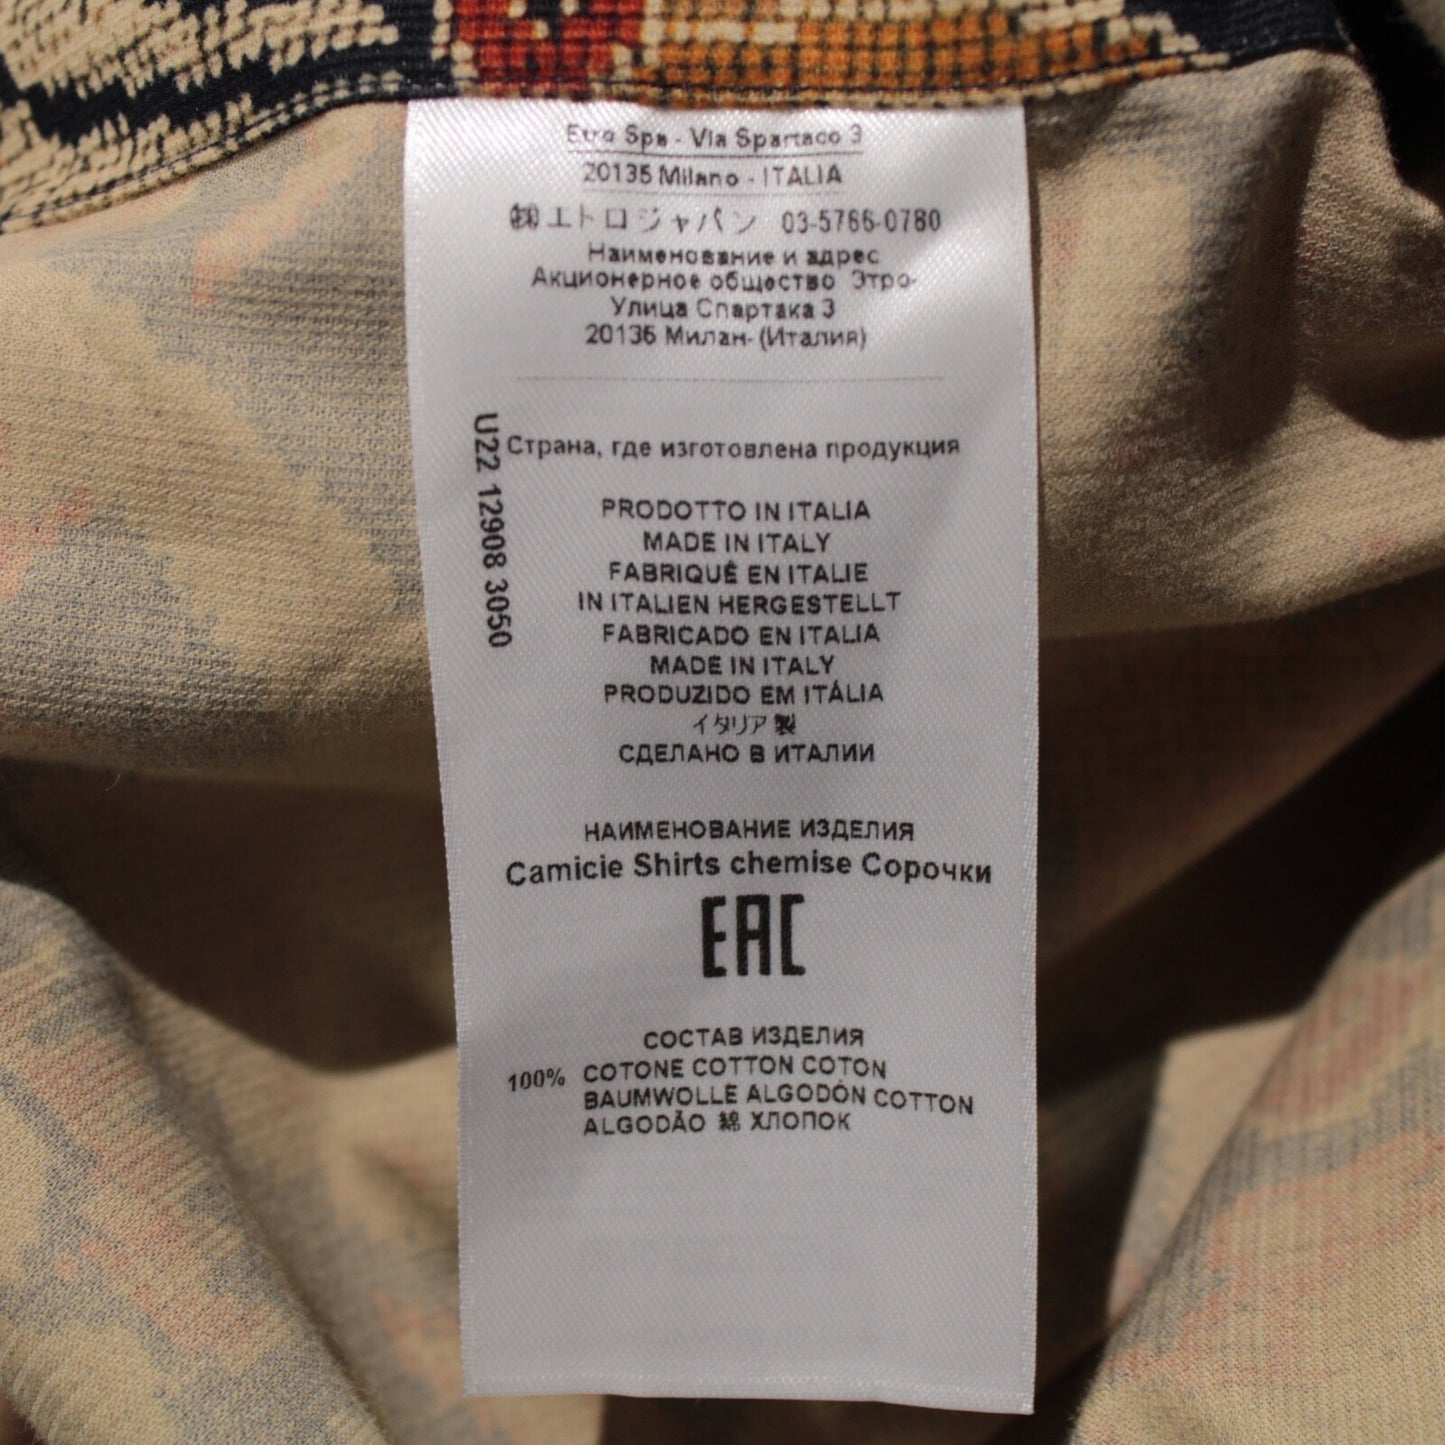 Etro Spa - Via Spartaco 3
20135 Milano - ITALIA
㈱エトロジャパン 03-5766-0780
Наименование и адрес
Акционерное общество Этро-
Улица Спартака 3
20135 Милан- (Италия)
U22 12908 3050
Страна, где изготовлена продукция
PRODOTTO IN ITALIA
MADE IN ITALY
FABRIQUÉ EN ITALIE
IN ITALIEN HERGESTELLT
FABRICADO EN ITALIA
MADE IN ITALY
PRODUZIDO EM ITÁLIA
イタリア製
СДЕЛАНО В ИТАЛИИ
НАИМЕНОВАНИЕ ИЗДЕЛИЯ
Camicie Shirts chemise Сорочки
EAC
СОСТАВ ИЗДЕЛИЯ
100% COTONE COTTON COTON
BAUMWOLLE ALGODÓN COTTON
ALGODÃO 綿 ХЛОПОК